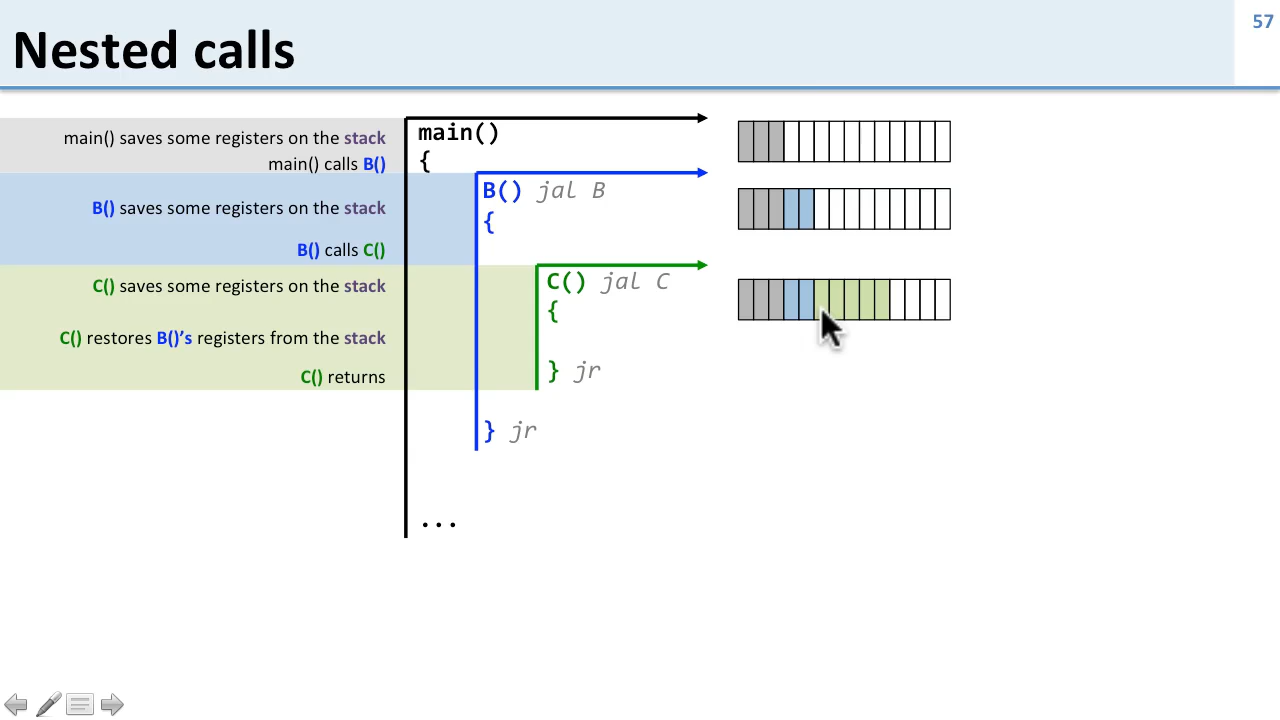 57
Nested calls
main() saves some registers on the stack
main() calls B()
B() saves some registers on the stack
B() calls C()
C() saves some registers on the stack
C() restores B()’s registers from the stack
C() returns
main()
{
B() jal B
{
C() jal C
{
} jr
} jr
...